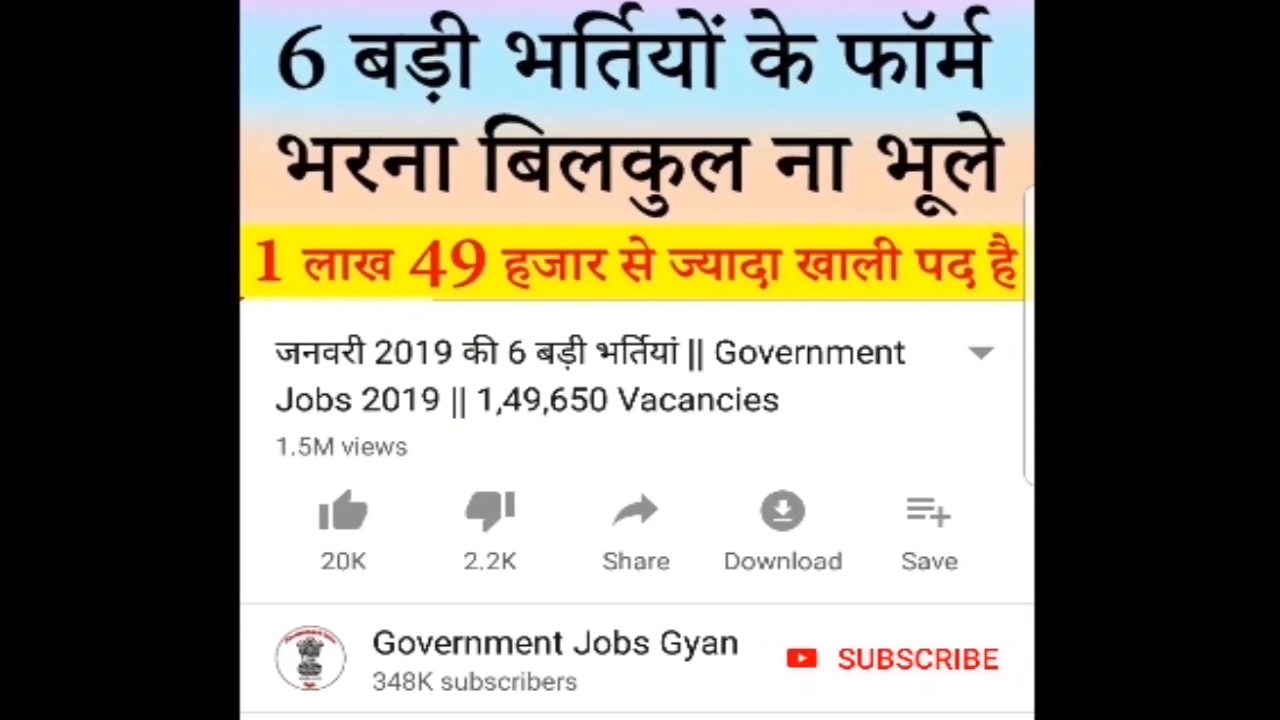 6 बड़ी भर्तियों के फॉर्म
भरना बिलकुल ना भूले
1 लाख 49 हजार से ज्यादा खाली पद है
जनवरी 2019 की 6 बड़ी भर्तियां || Government
Jobs 2019 || 1,49,650 Vacancies
1.5M views
20K 2.2K Share Download Save
Government Jobs Gyan
348K subscribers
SUBSCRIBE